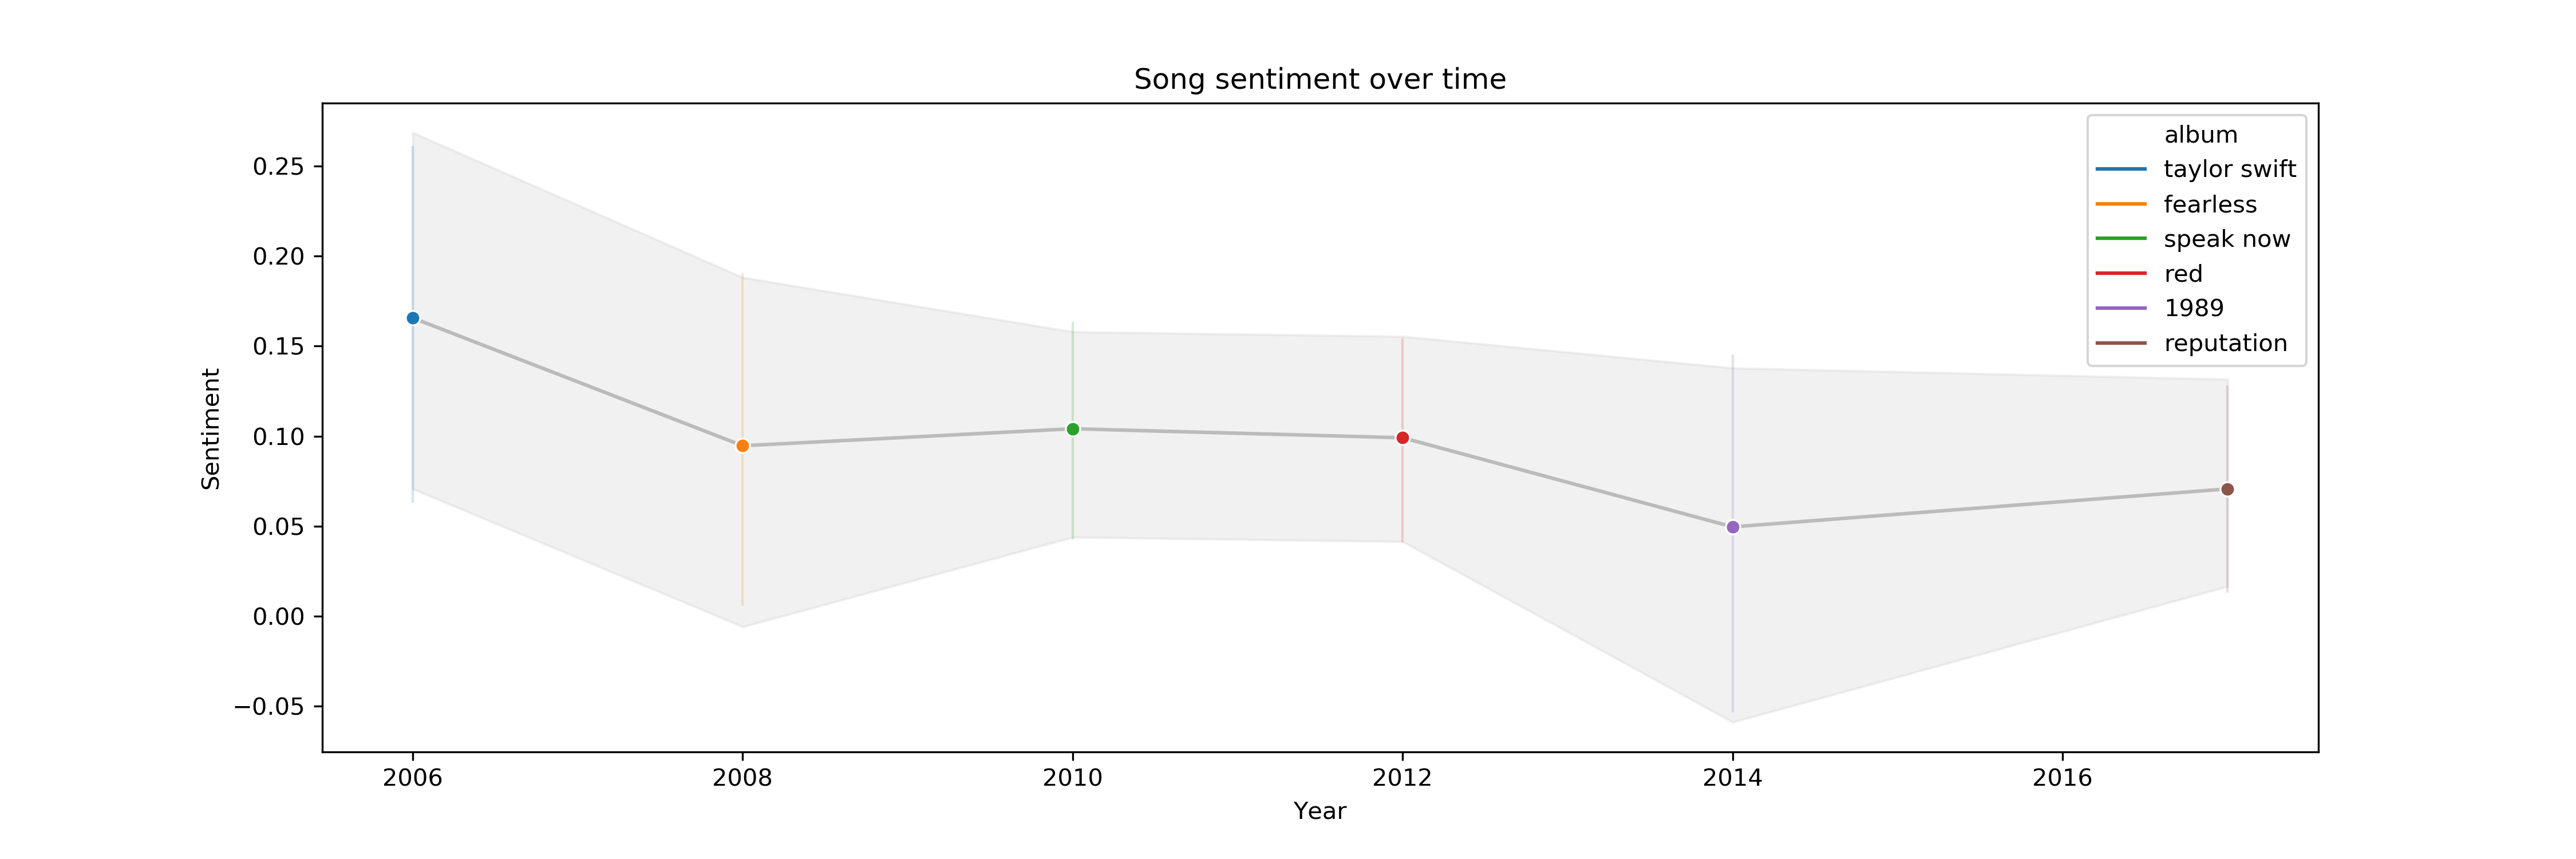 Song sentiment over time
album
taylor swift
fearless
speak now
red
1989
reputation
Sentiment
0.25
0.20
0.15
0.10
0.05
0.00
−0.05
2006 2008 2010 2012 2014 2016
Year